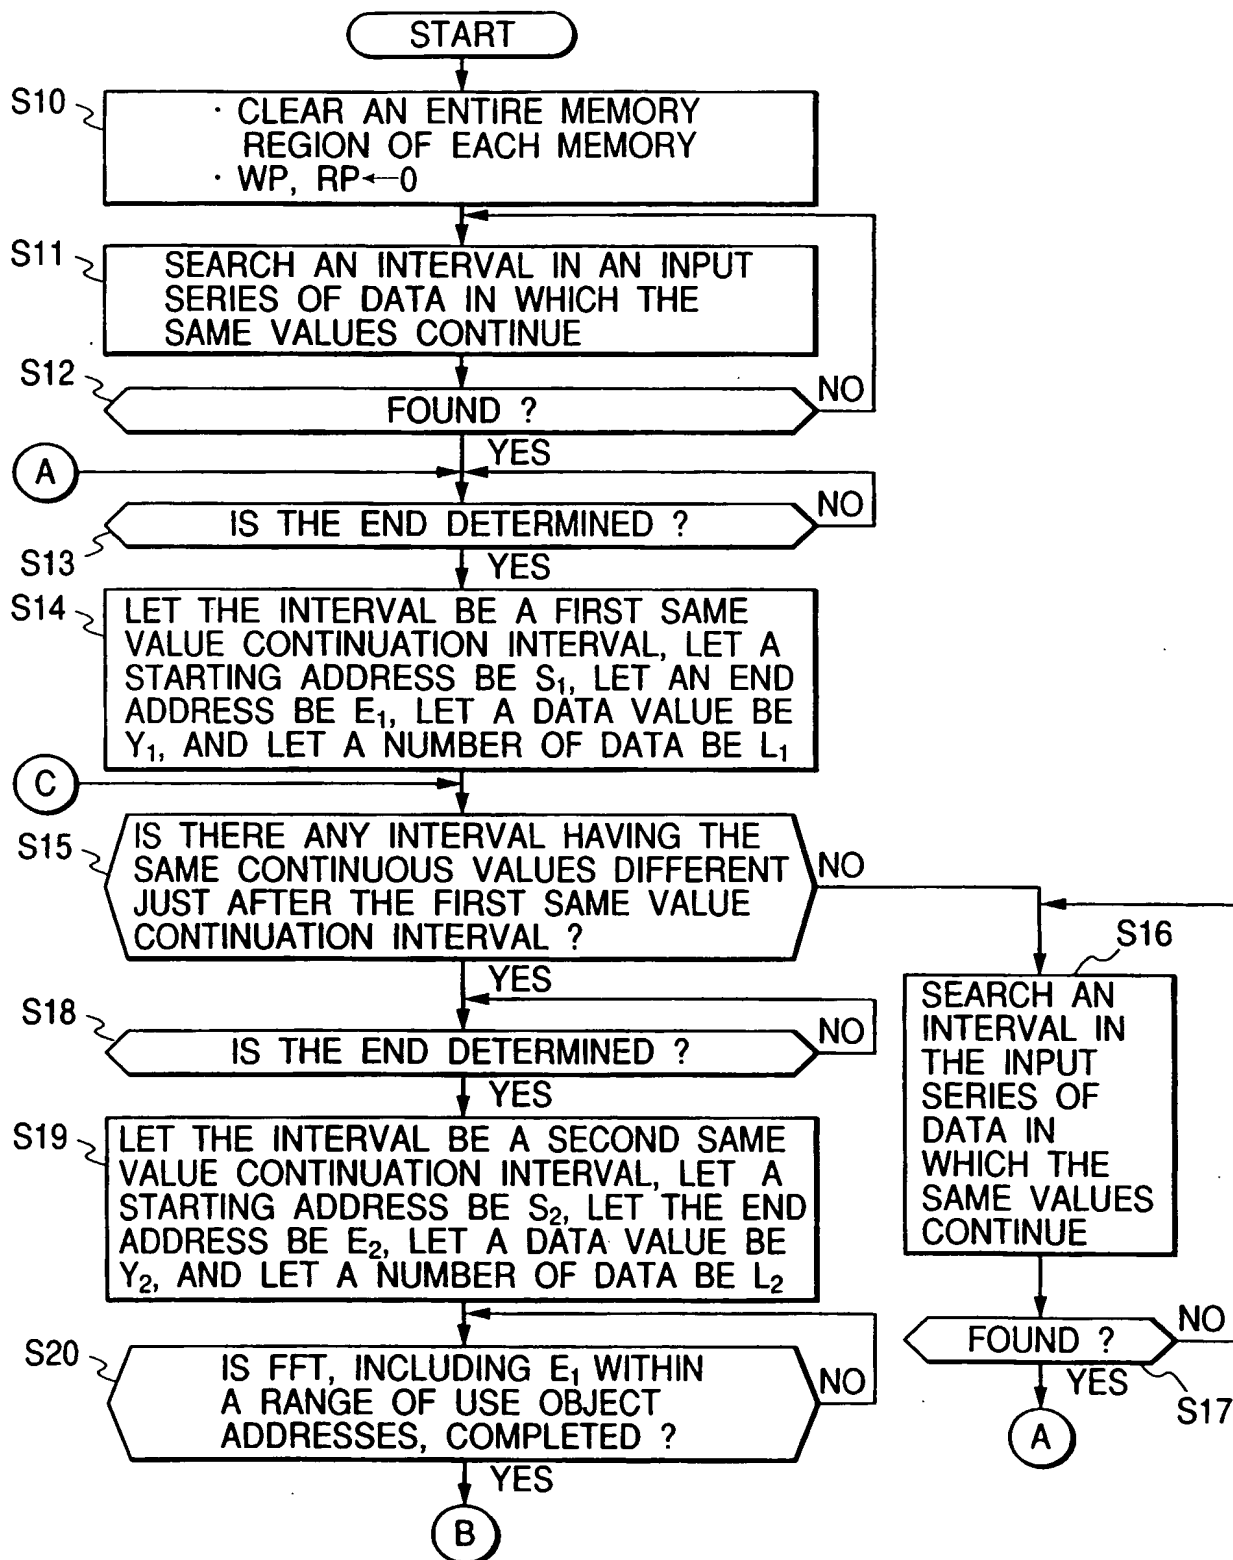 START
S10
· CLEAR AN ENTIRE MEMORY
REGION OF EACH MEMORY
· WP, RP←0
S11
SEARCH AN INTERVAL IN AN INPUT
SERIES OF DATA IN WHICH THE
SAME VALUES CONTINUE
S12
FOUND ?
NO
YES
A
IS THE END DETERMINED ?
NO
S13
YES
S14
LET THE INTERVAL BE A FIRST SAME
VALUE CONTINUATION INTERVAL, LET A
STARTING ADDRESS BE S₁, LET AN END
ADDRESS BE E₁, LET A DATA VALUE BE
Y₁, AND LET A NUMBER OF DATA BE L₁
C
S15
IS THERE ANY INTERVAL HAVING THE
SAME CONTINUOUS VALUES DIFFERENT
JUST AFTER THE FIRST SAME VALUE
CONTINUATION INTERVAL ?
NO
YES
S16
SEARCH AN
INTERVAL IN
THE INPUT
SERIES OF
DATA IN
WHICH THE
SAME VALUES
CONTINUE
FOUND ?
NO
YES
S17
A
S18
IS THE END DETERMINED ?
NO
YES
S19
LET THE INTERVAL BE A SECOND SAME
VALUE CONTINUATION INTERVAL, LET A
STARTING ADDRESS BE S₂, LET THE END
ADDRESS BE E₂, LET A DATA VALUE BE
Y₂, AND LET A NUMBER OF DATA BE L₂
S20
IS FFT, INCLUDING E₁ WITHIN
A RANGE OF USE OBJECT
ADDRESSES, COMPLETED ?
NO
YES
B